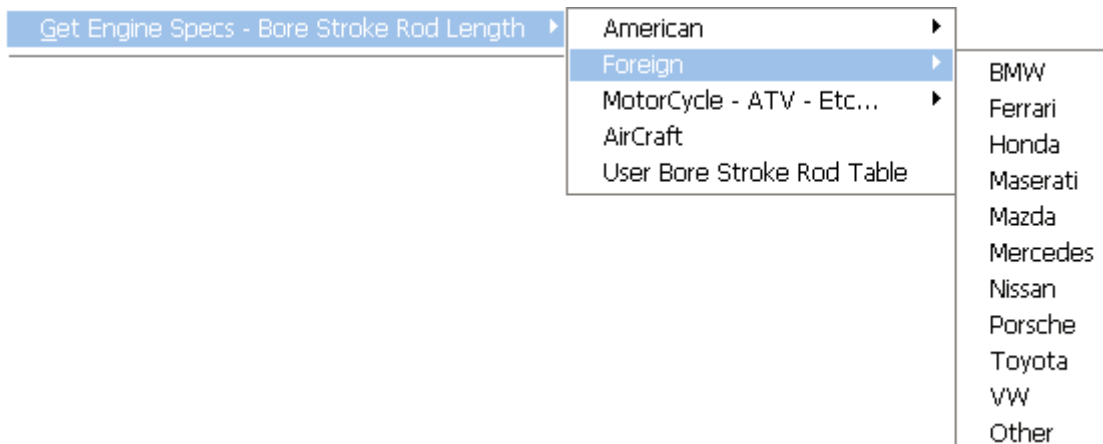 Get Engine Specs - Bore Stroke Rod Length
American
Foreign
MotorCycle - ATV - Etc...
AirCraft
User Bore Stroke Rod Table
BMW
Ferrari
Honda
Maserati
Mazda
Mercedes
Nissan
Porsche
Toyota
VW
Other